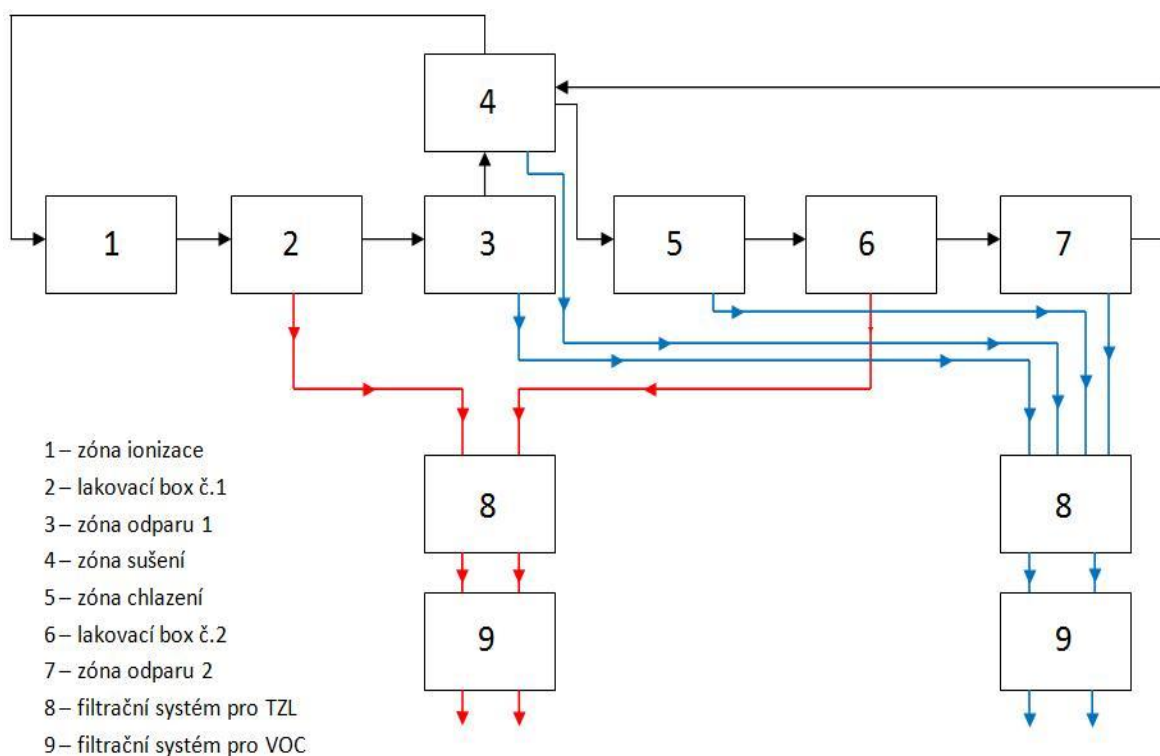 4
1
2
3
5
6
7
8
8
9
9
1 – zóna ionizace
2 – lakovací box č.1
3 – zóna odparu 1
4 – zóna sušení
5 – zóna chlazení
6 – lakovací box č.2
7 – zóna odparu 2
8 – filtrační systém pro TZL
9 – filtrační systém pro VOC